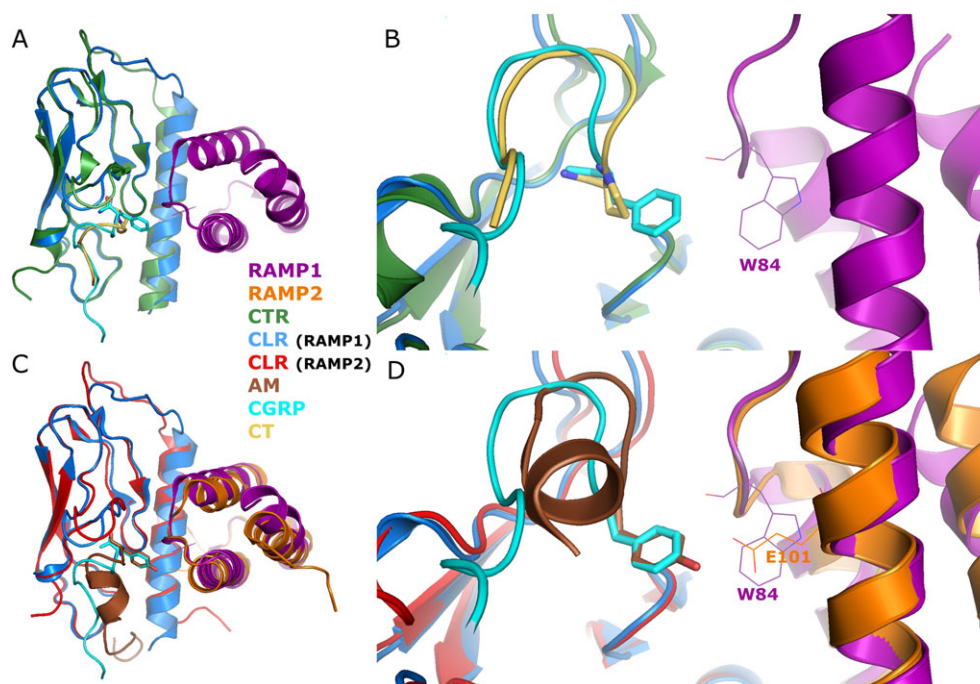 A
B
W84
RAMP1
RAMP2
CTR
CLR (RAMP1)
CLR (RAMP2)
AM
CGRP
CT
C
D
E101
W84